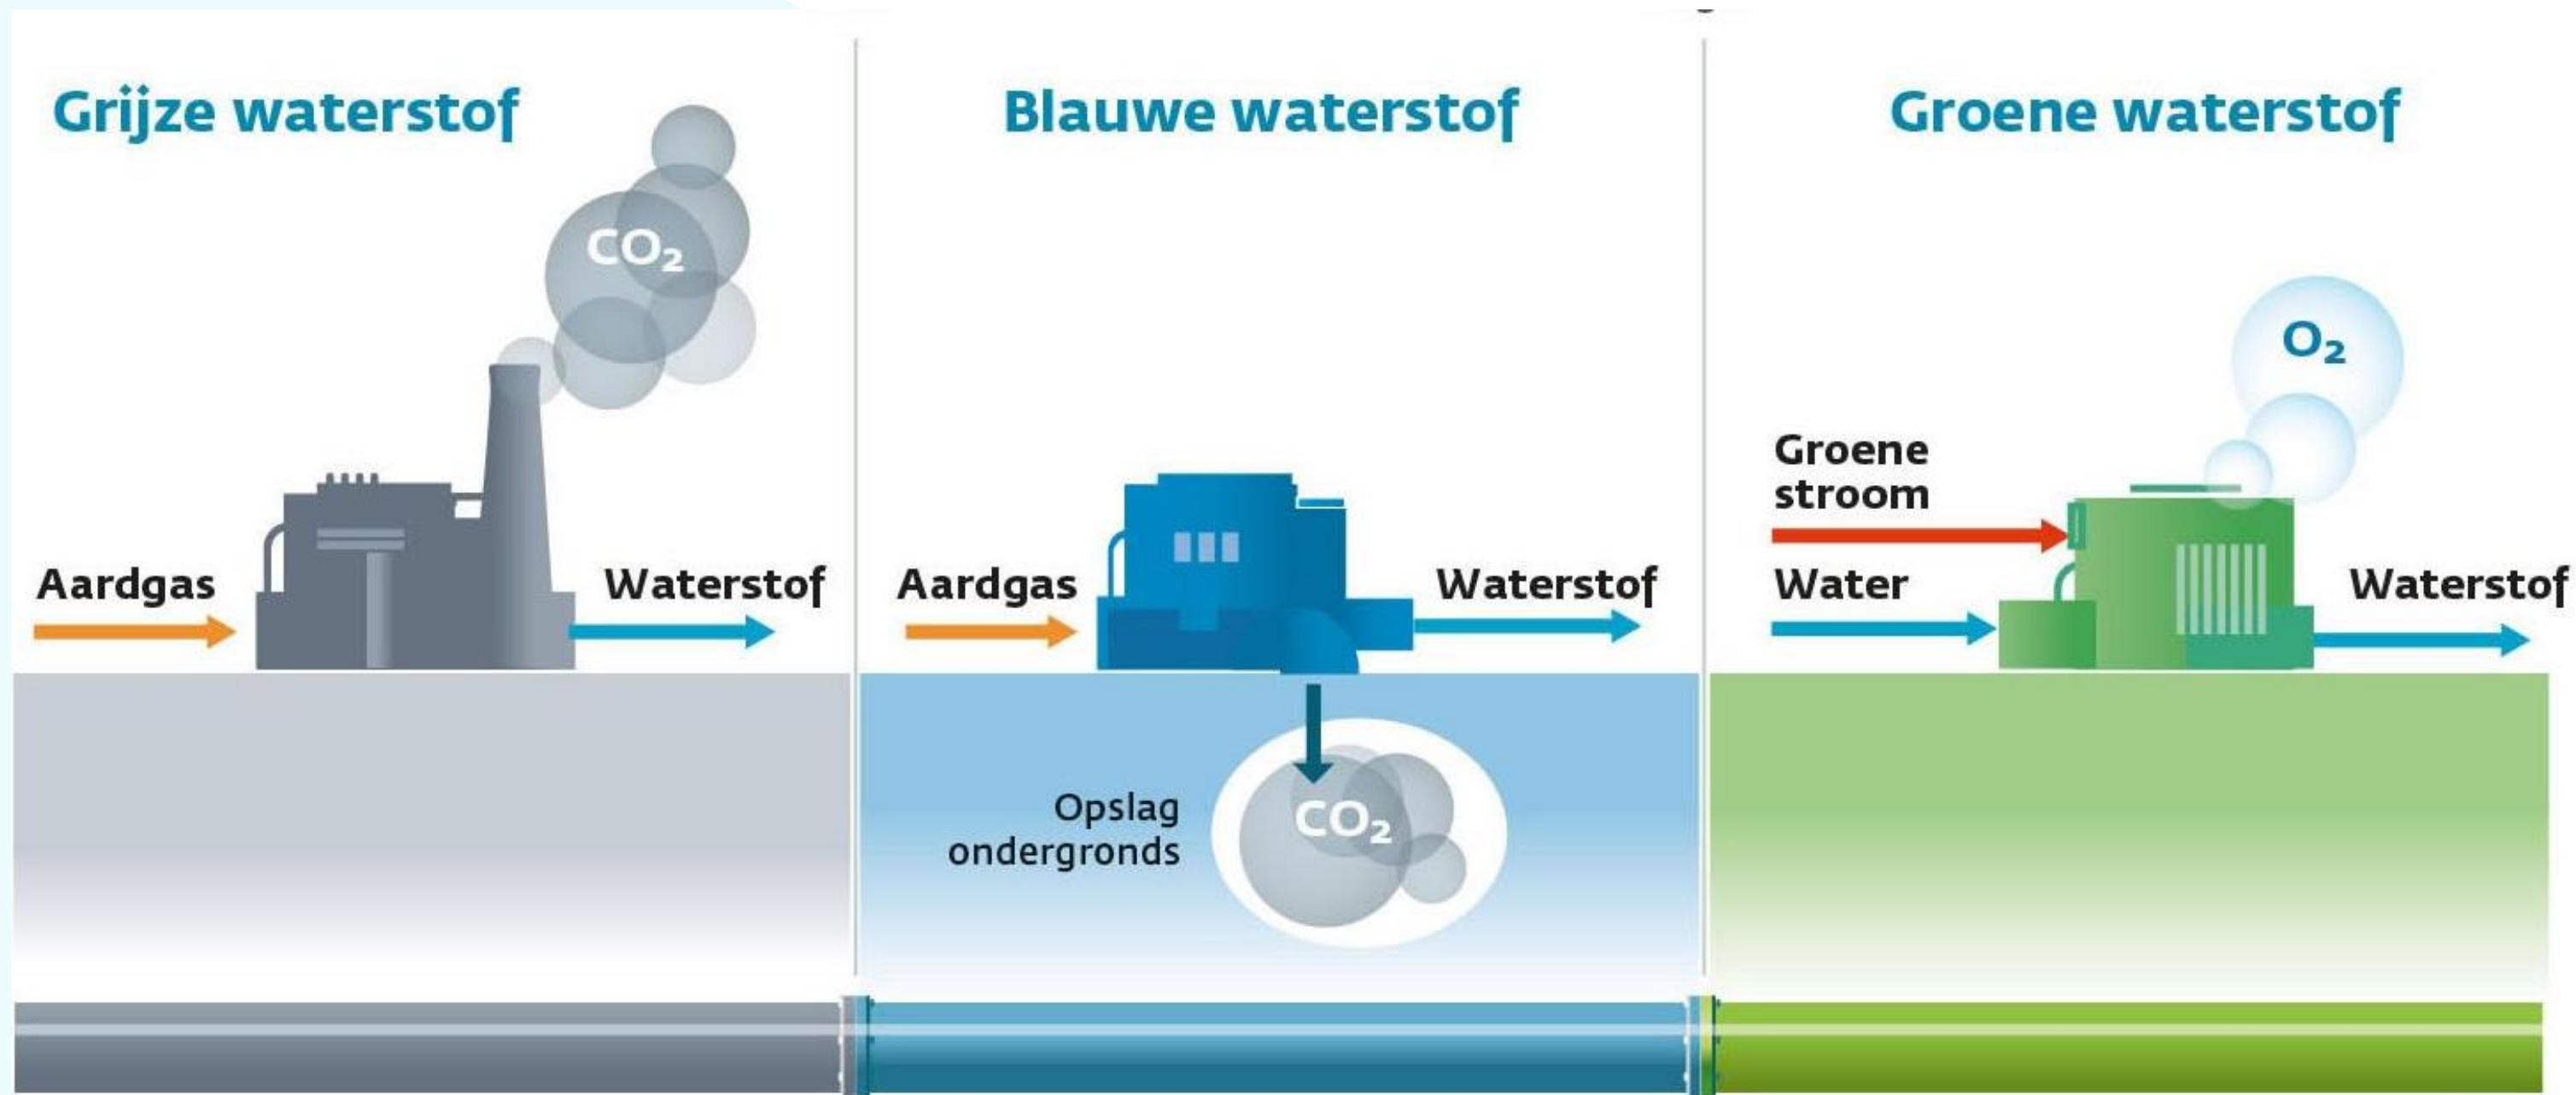 Grijze waterstof
CO₂
Aardgas
Waterstof
Blauwe waterstof
Aardgas
Waterstof
Opslag
ondergronds
CO₂
Groene waterstof
O₂
Groene
stroom
Water
Waterstof